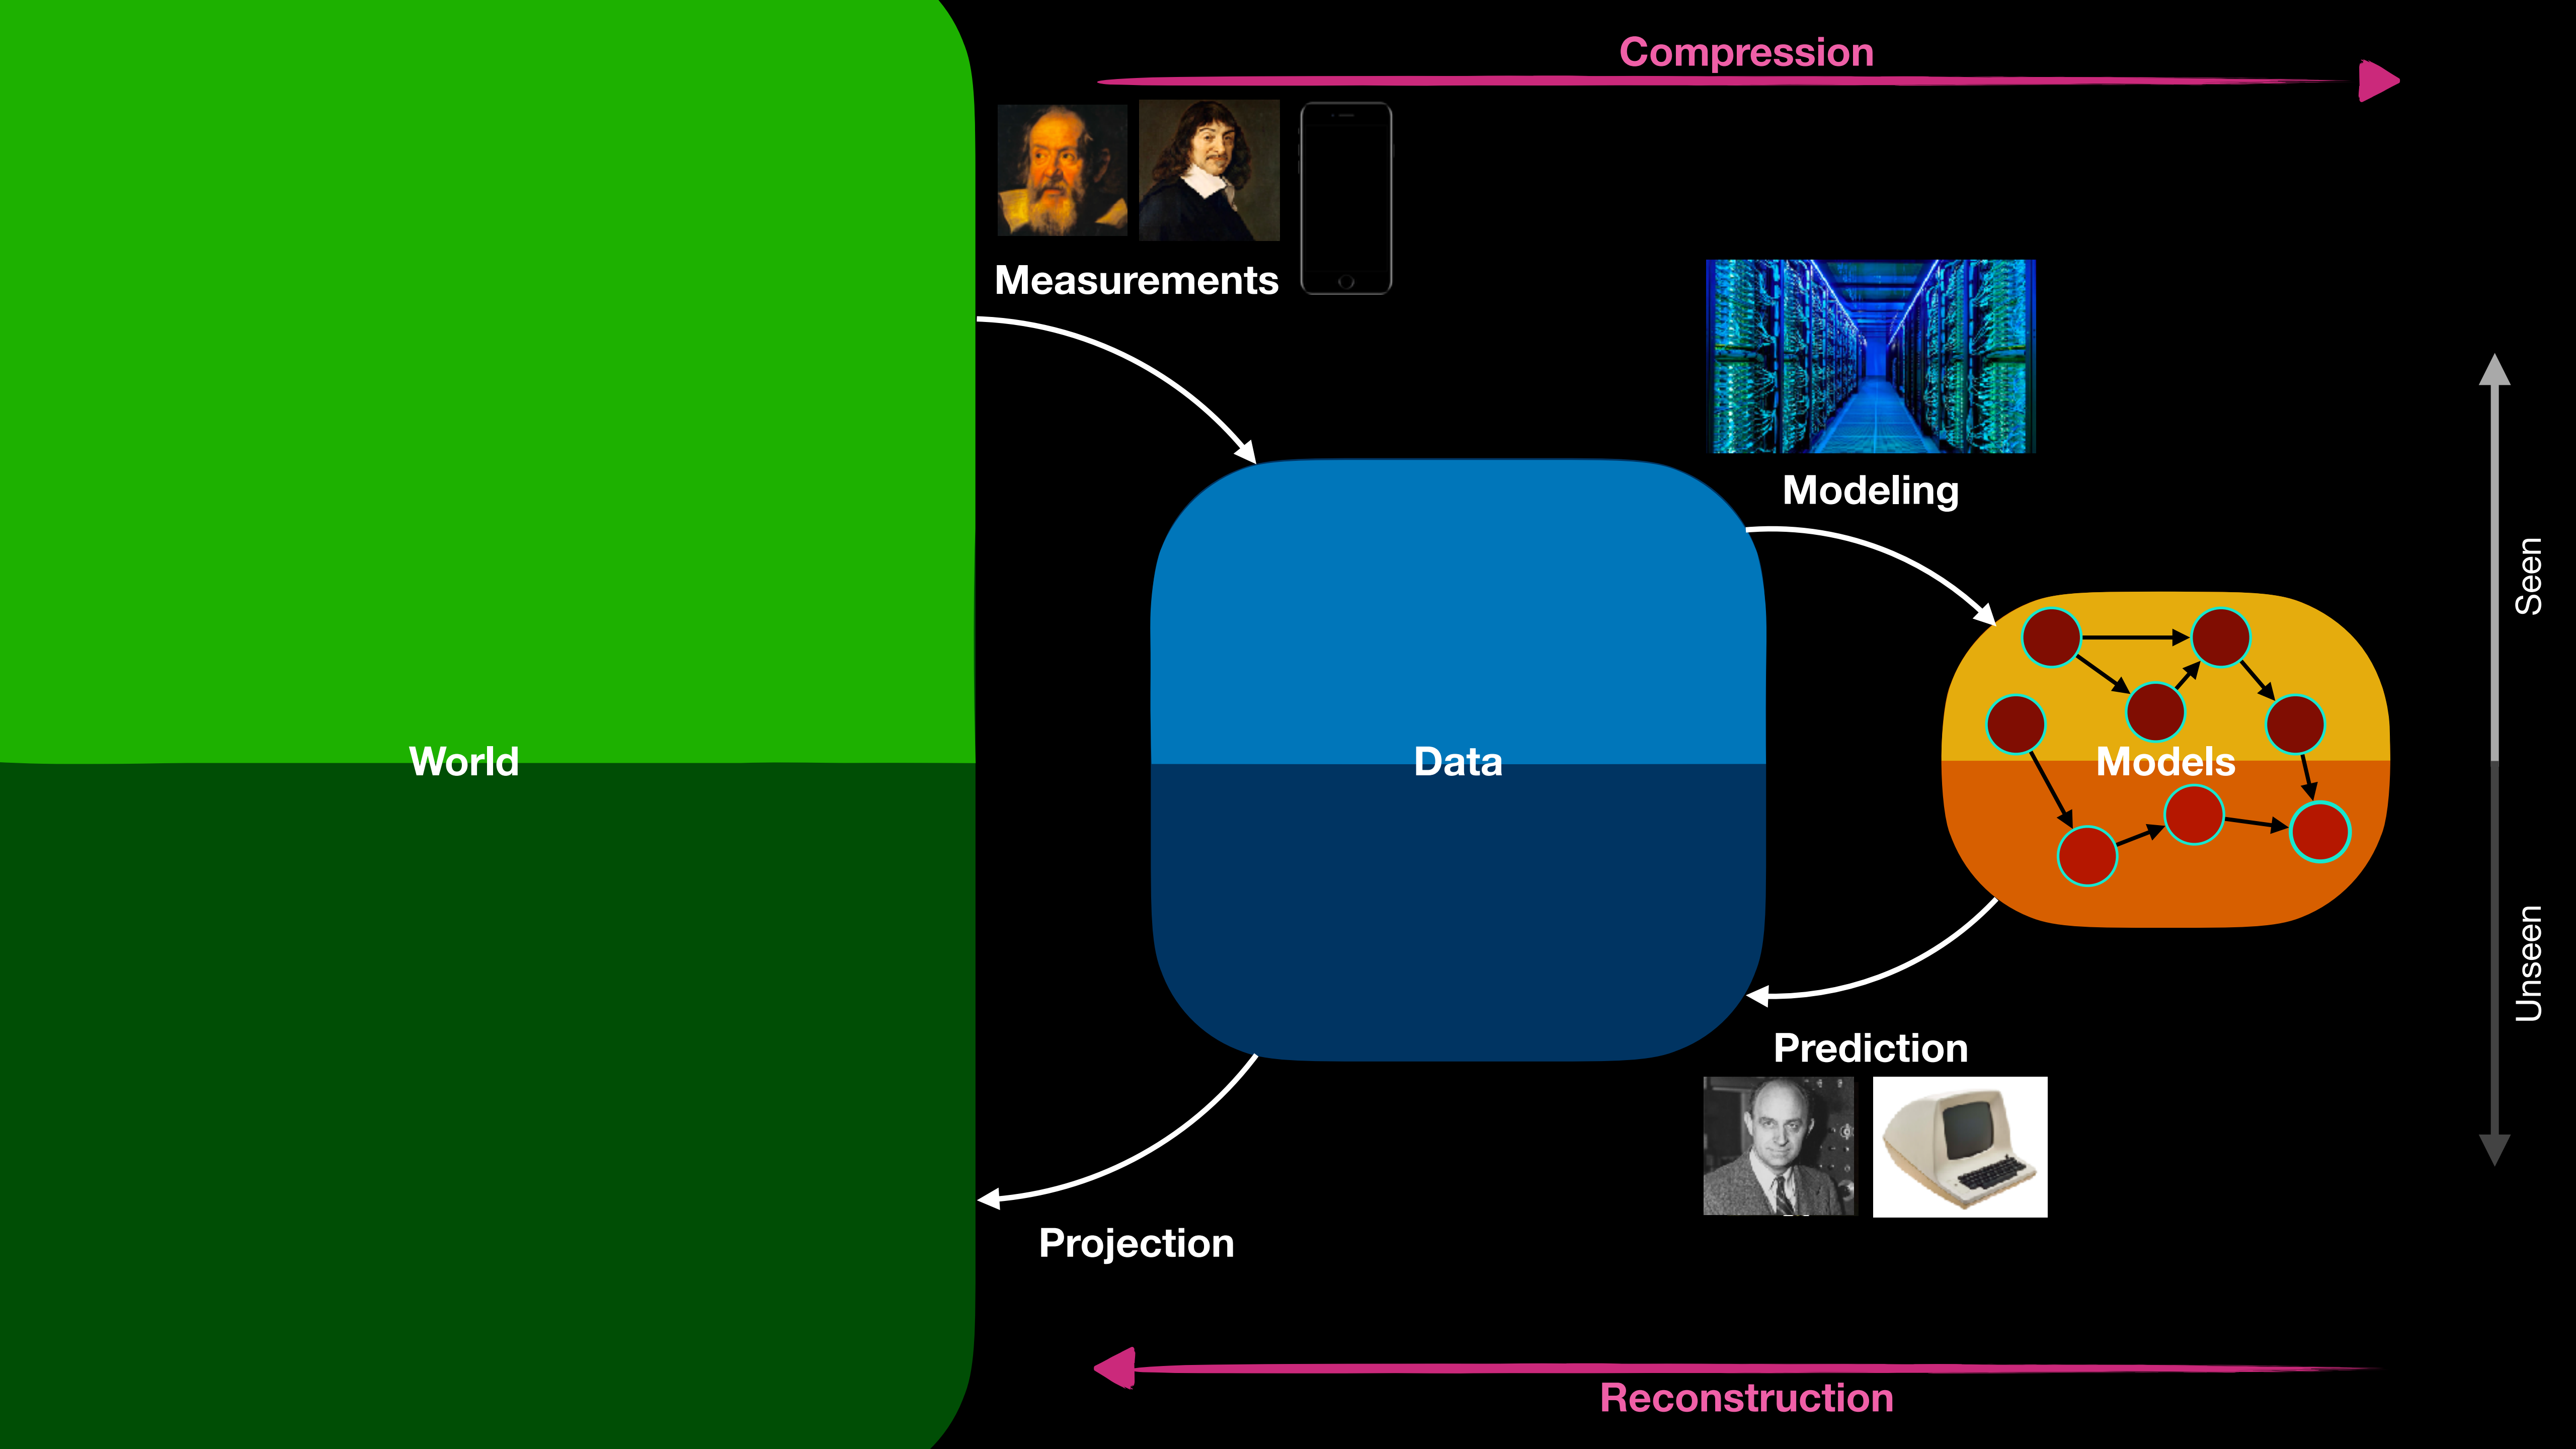 Compression
Measurements
Modeling
Seen
World
Data
Models
Unseen
Prediction
Projection
Reconstruction